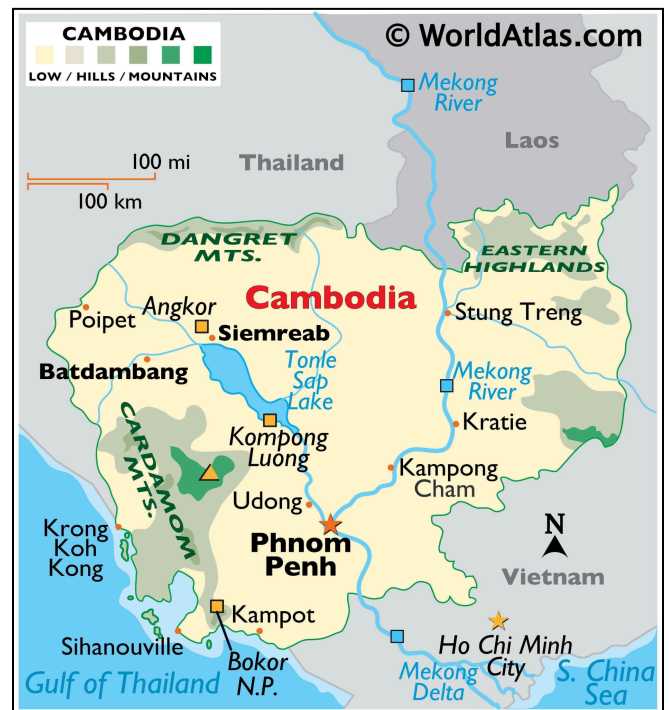 CAMBODIA
LOW / HILLS / MOUNTAINS
© WorldAtlas.com
Mekong
River
Laos
Thailand
100 mi
100 km
DANGRET
MTS.
EASTERN
HIGHLANDS
Cambodia
Angkor
Poipet
Siemreab
Stung Treng
Batdambang
Tonle
Sap
Lake
Mekong
River
CARDAMOM
MTS.
Kompong
Luong
Kratie
Kampong
Cham
Udong
Krong
Koh
Kong
Phnom
Penh
N
Vietnam
Kampot
Sihanouville
Bokor
N.P.
Ho Chi Minh
City
Mekong
Delta
Gulf of Thailand
S. China
Sea